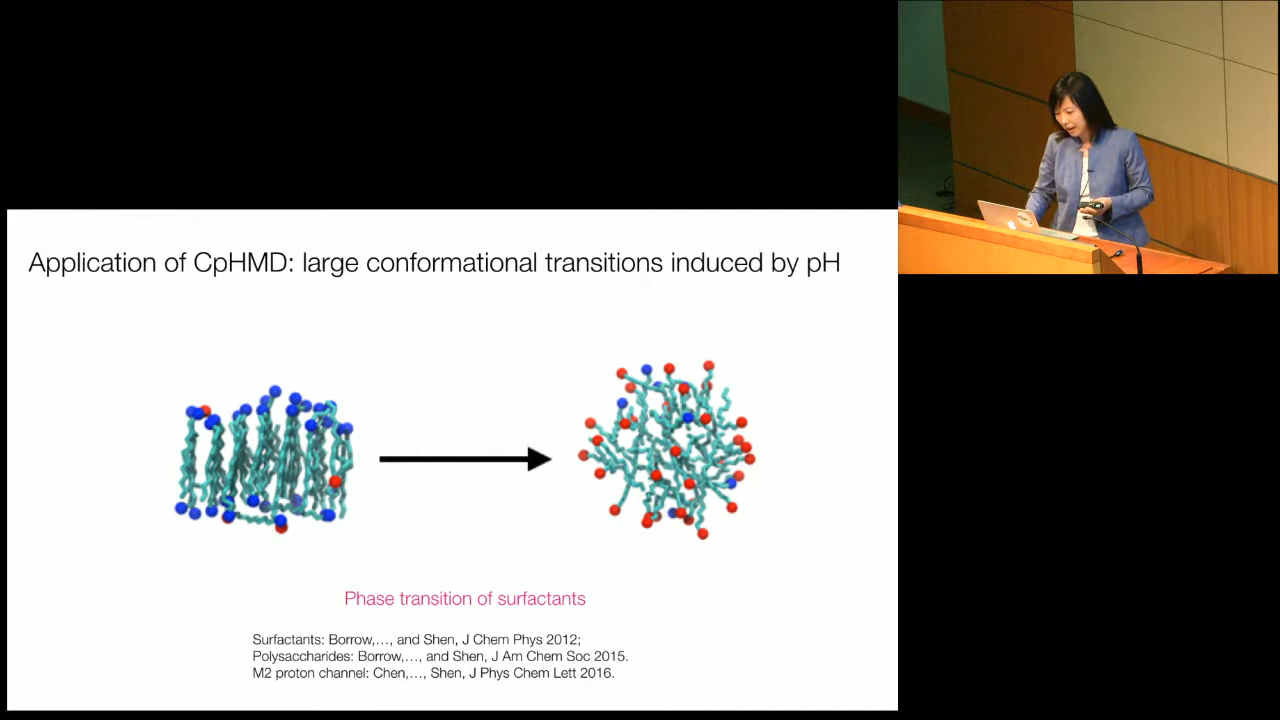 Application of CpHMD: large conformational transitions induced by pH
Phase transition of surfactants
Surfactants: Borrow,…, and Shen, J Chem Phys 2012;
Polysaccharides: Borrow,…, and Shen, J Am Chem Soc 2015.
M2 proton channel: Chen,…, Shen, J Phys Chem Lett 2016.